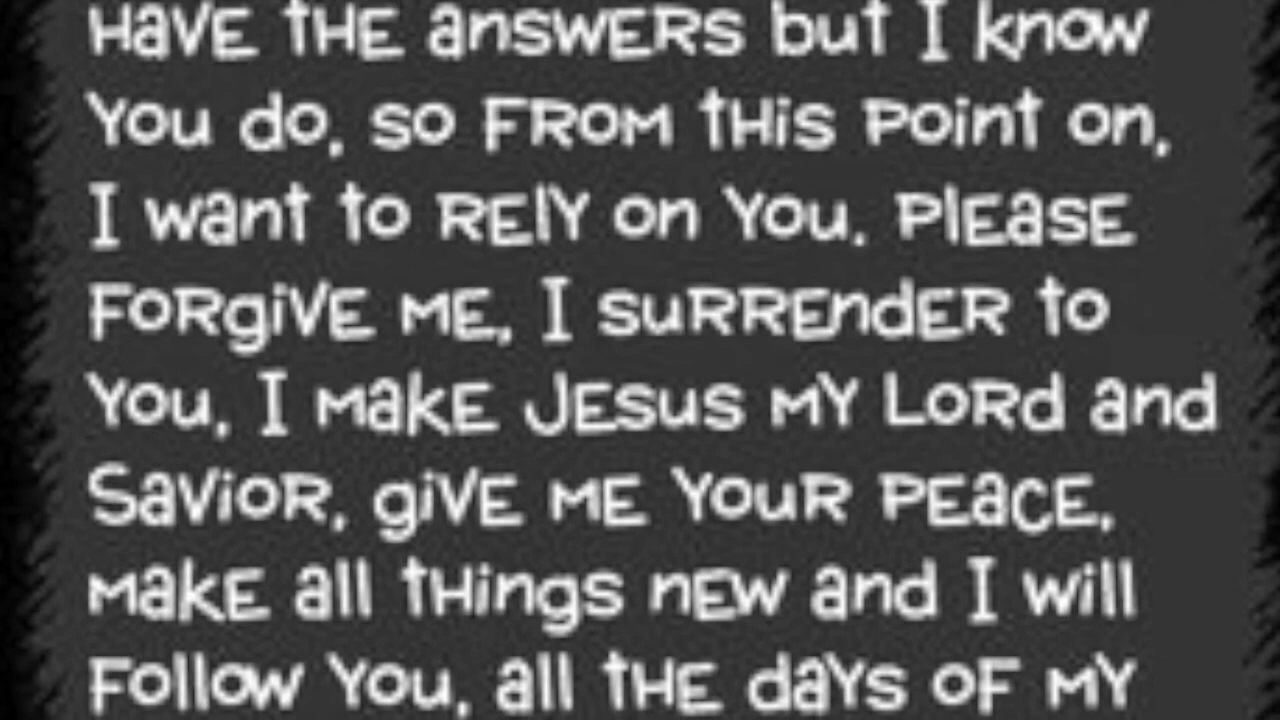 Have the answers but I know
You do, so from this point on,
I want to rely on You. Please
forgive me, I surrender to
You, I make Jesus my Lord and
Savior, give me Your peace,
make all things new and I will
follow You, all the days of my